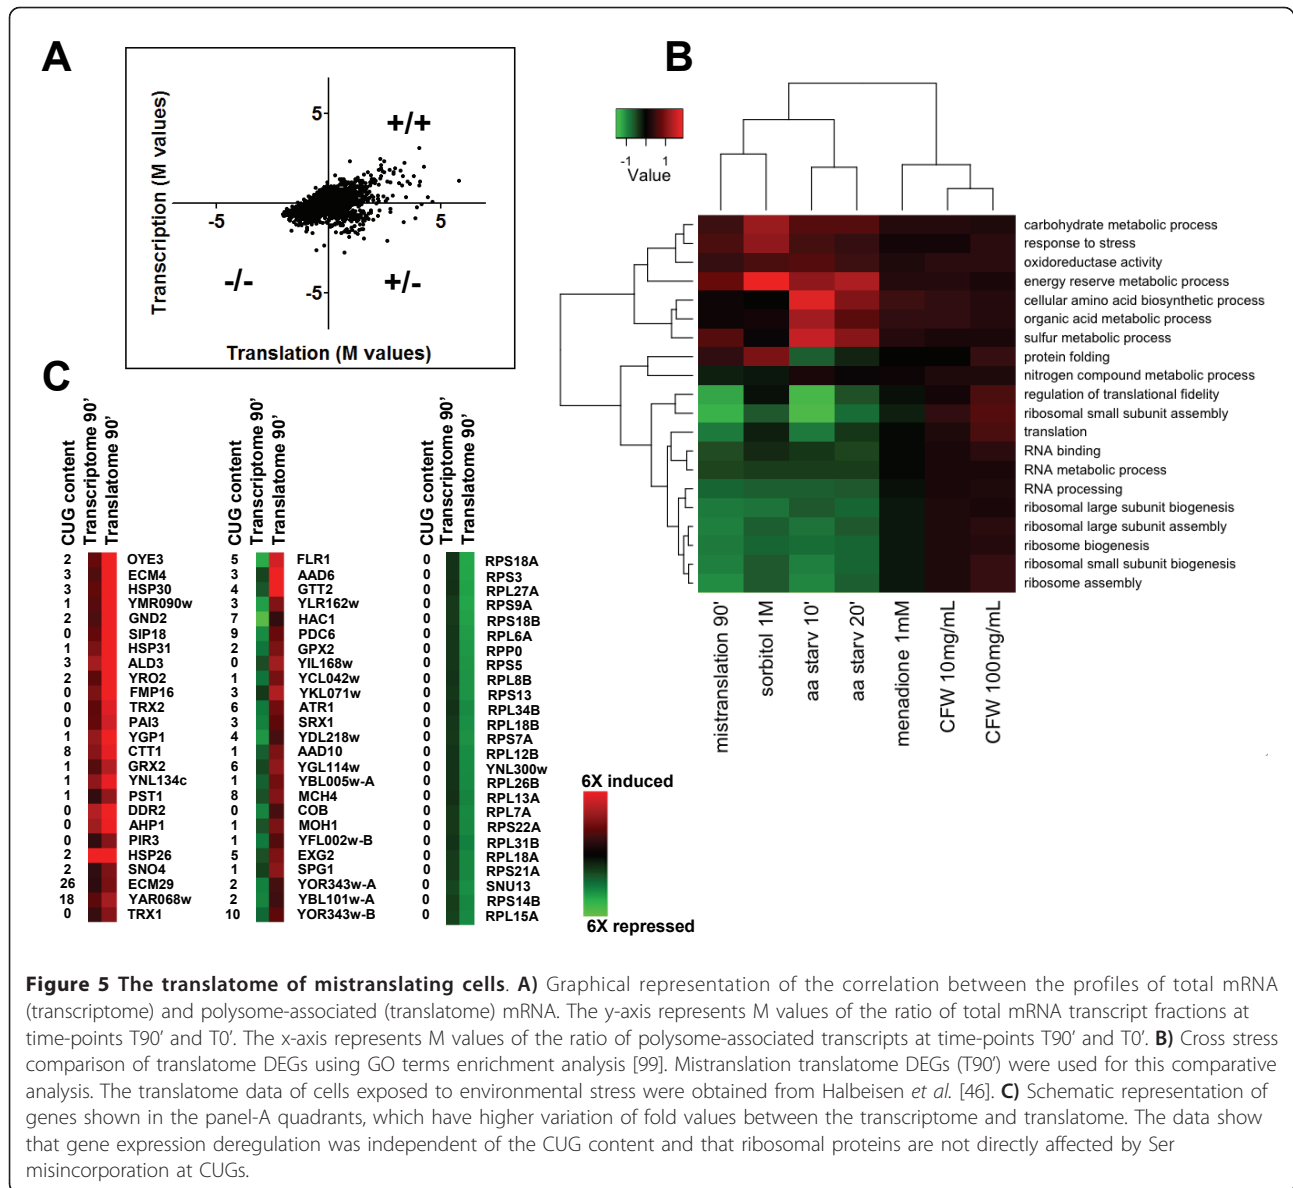 A
Transcription (M values)
5
-5
5
-5
+/+
-/-
+/-
Translation (M values)
B
-1
1
Value
carbohydrate metabolic process
response to stress
oxidoreductase activity
energy reserve metabolic process
cellular amino acid biosynthetic process
organic acid metabolic process
sulfur metabolic process
protein folding
nitrogen compound metabolic process
regulation of translational fidelity
ribosomal small subunit assembly
translation
RNA binding
RNA metabolic process
RNA processing
ribosomal large subunit biogenesis
ribosomal large subunit assembly
ribosome biogenesis
ribosomal small subunit biogenesis
ribosome assembly
mistranslation 90'
sorbitol 1M
aa starv 10'
aa starv 20'
menadione 1mM
CFW 10mg/mL
CFW 100mg/mL
C
CUG content
Transcriptome 90'
Translatome 90'
2 OYE3
3 ECM4
3 HSP30
1 YMR090w
2 GND2
0 SIP18
1 HSP31
3 ALD3
2 YRO2
0 FMP16
0 TRX2
0 PAI3
1 YGP1
8 CTT1
1 GRX2
1 YNL134c
1 PST1
0 DDR2
0 AHP1
0 PIR3
2 HSP26
2 SNO4
26 ECM29
18 YAR068w
0 TRX1
CUG content
Transcriptome 90'
Translatome 90'
5 FLR1
3 AAD6
4 GTT2
3 YLR162w
7 HAC1
9 PDC6
2 GPX2
0 YIL168w
1 YCL042w
3 YKL071w
6 ATR1
3 SRX1
4 YDL218w
1 AAD10
6 YGL114w
1 YBL005w-A
8 MCH4
0 COB
1 MOH1
1 YFL002w-B
5 EXG2
1 SPG1
2 YOR343w-A
2 YBL101w-A
10 YOR343w-B
CUG content
Transcriptome 90'
Translatome 90'
0 RPS18A
0 RPS3
0 RPL27A
0 RPS9A
0 RPS18B
0 RPL6A
0 RPP0
0 RPS5
0 RPL8B
0 RPS13
0 RPL34B
0 RPL18B
0 RPS7A
0 RPL12B
0 YNL300w
0 RPL26B
0 RPL13A
0 RPL7A
0 RPS22A
0 RPL31B
0 RPL18A
0 RPS21A
0 SNU13
0 RPS14B
0 RPL15A
6X induced
6X repressed
Figure 5 The translatome of mistranslating cells. A) Graphical representation of the correlation between the profiles of total mRNA
(transcriptome) and polysome-associated (translatome) mRNA. The y-axis represents M values of the ratio of total mRNA transcript fractions at
time-points T90' and T0'. The x-axis represents M values of the ratio of polysome-associated transcripts at time-points T90' and T0'. B) Cross stress
comparison of translatome DEGs using GO terms enrichment analysis [99]. Mistranslation translatome DEGs (T90') were used for this comparative
analysis. The translatome data of cells exposed to environmental stress were obtained from Halbeisen et al. [46]. C) Schematic representation of
genes shown in the panel-A quadrants, which have higher variation of fold values between the transcriptome and translatome. The data show
that gene expression deregulation was independent of the CUG content and that ribosomal proteins are not directly affected by Ser
misincorporation at CUGs.